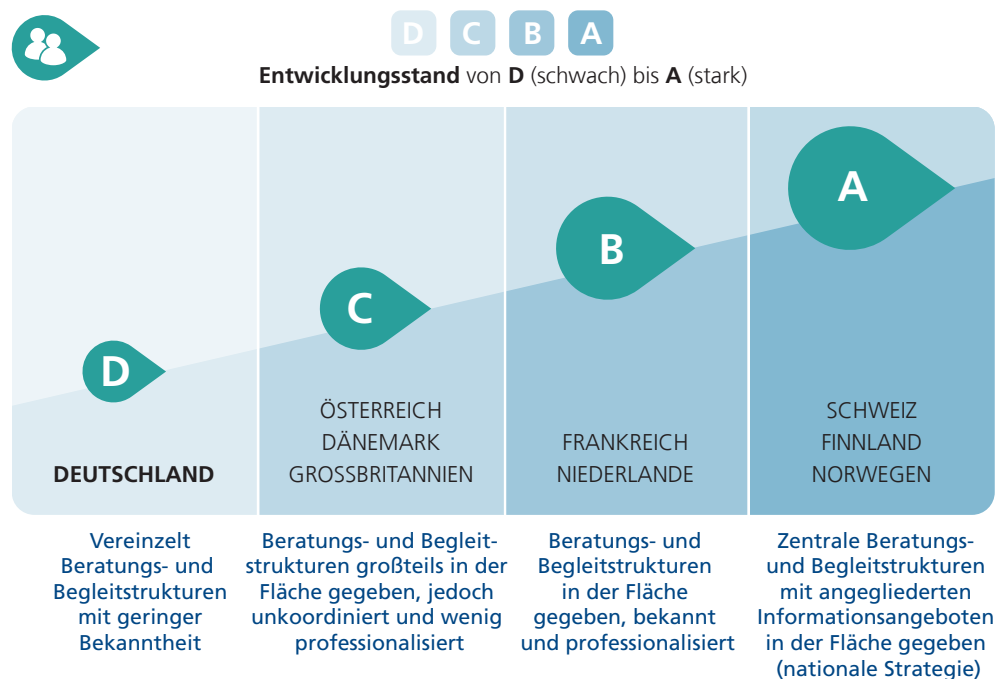 D C B A
Entwicklungsstand von D (schwach) bis A (stark)
D
DEUTSCHLAND
Vereinzelt
Beratungs- und
Begleitstrukturen
mit geringer
Bekanntheit
C
ÖSTERREICH
DÄNEMARK
GROSSBRITANNIEN
Beratungs- und Begleit-
strukturen großteils in der
Fläche gegeben, jedoch
unkoordiniert und wenig
professionalisiert
B
FRANKREICH
NIEDERLANDE
Beratungs- und
Begleitstrukturen
in der Fläche
gegeben, bekannt
und professionalisiert
A
SCHWEIZ
FINNLAND
NORWEGEN
Zentrale Beratungs-
und Begleitstrukturen
mit angegliederten
Informationsangeboten
in der Fläche gegeben
(nationale Strategie)